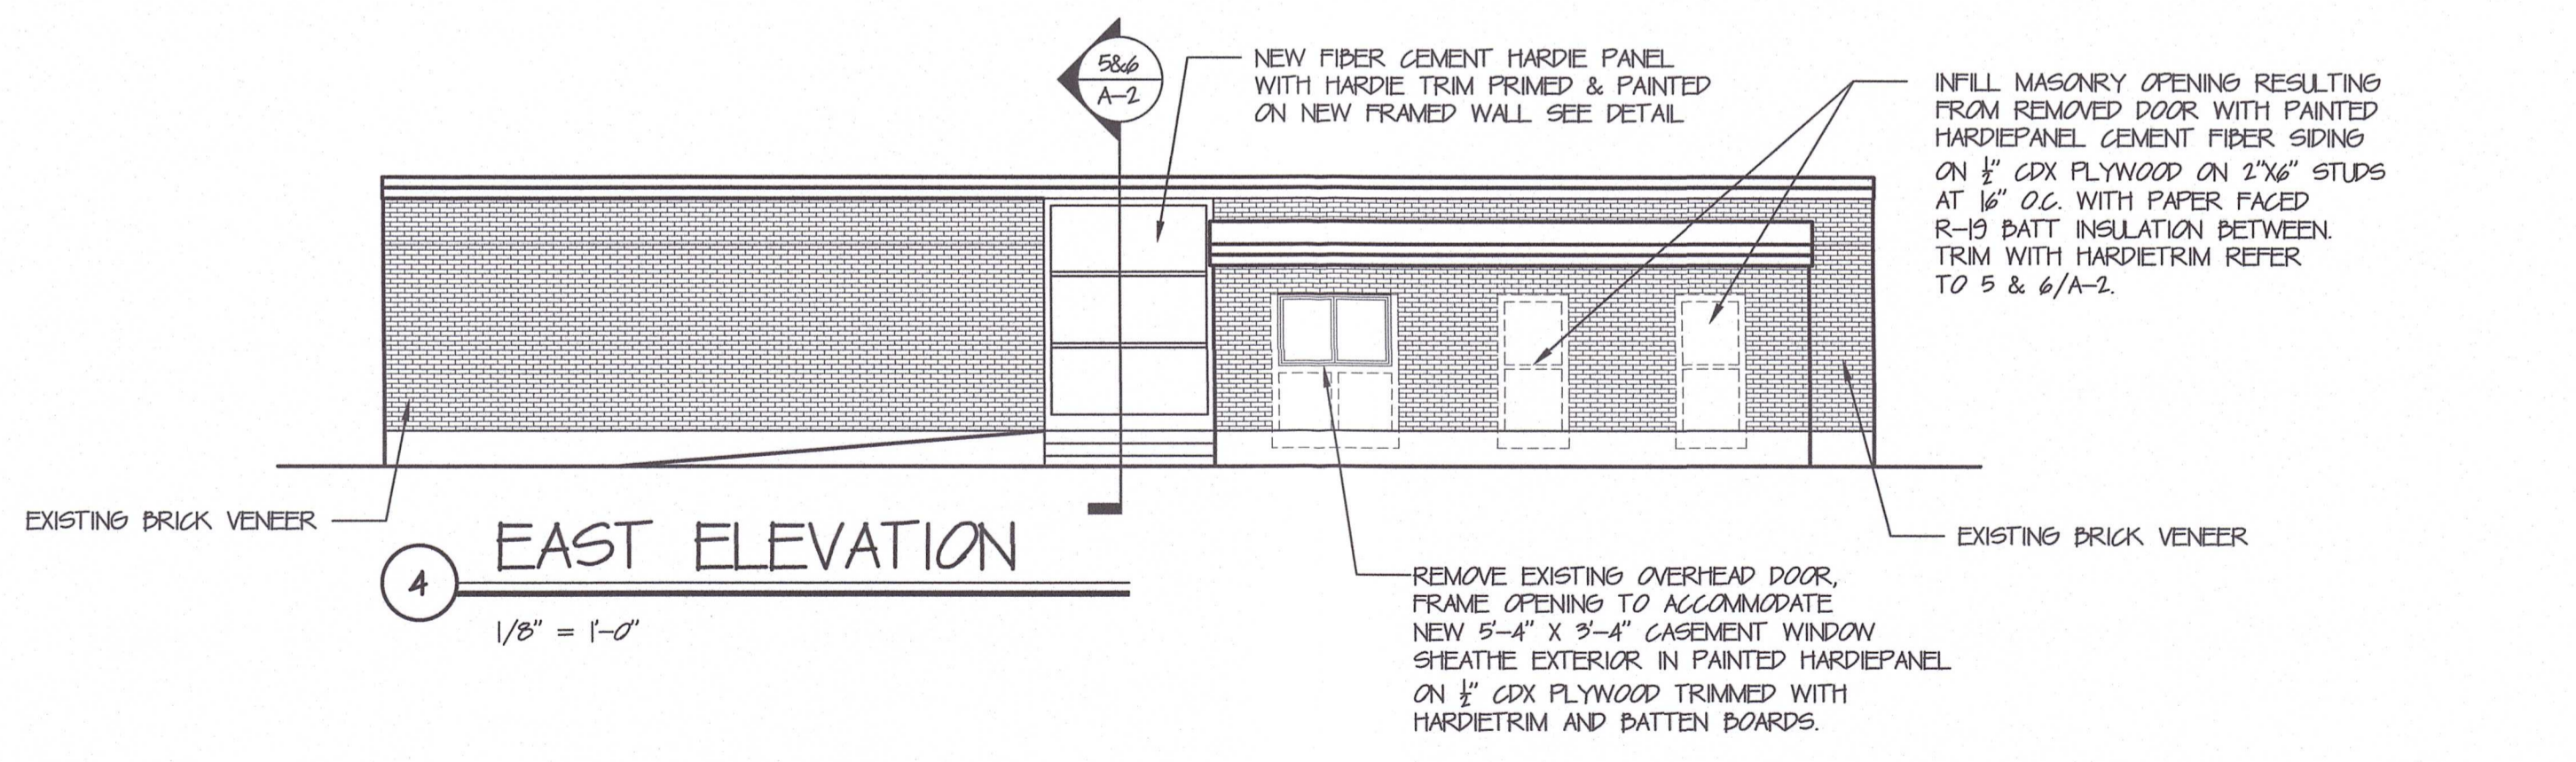 5&6
A-2
NEW FIBER CEMENT HARDIE PANEL
WITH HARDIE TRIM PRIMED & PAINTED
ON NEW FRAMED WALL SEE DETAIL
INFILL MASONRY OPENING RESULTING
FROM REMOVED DOOR WITH PAINTED
HARDIEPANEL CEMENT FIBER SIDING
ON ½" CDX PLYWOOD ON 2"X6" STUDS
AT 16" O.C. WITH PAPER FACED
R-19 BATT INSULATION BETWEEN.
TRIM WITH HARDIETRIM REFER
TO 5 & 6/A-2.
EXISTING BRICK VENEER
EXISTING BRICK VENEER
4
EAST ELEVATION
1/8" = 1'-0"
REMOVE EXISTING OVERHEAD DOOR,
FRAME OPENING TO ACCOMMODATE
NEW 5'-4" X 3'-4" CASEMENT WINDOW
SHEATHE EXTERIOR IN PAINTED HARDIEPANEL
ON ½" CDX PLYWOOD TRIMMED WITH
HARDIETRIM AND BATTEN BOARDS.